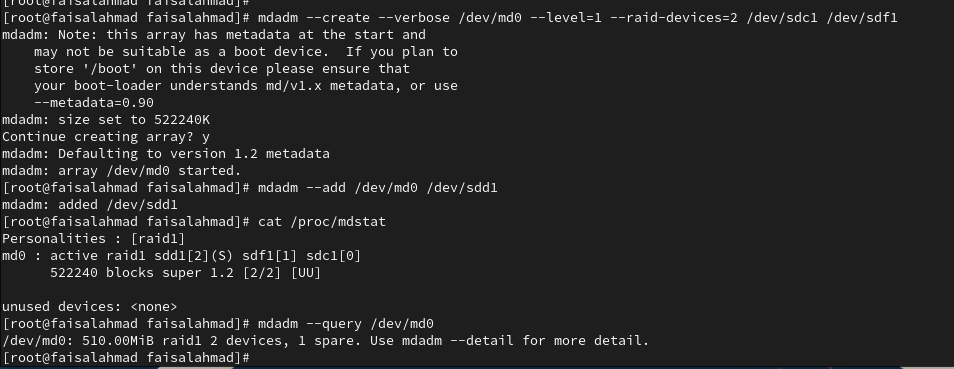 [root@faisalahmad faisalahmad]#
[root@faisalahmad faisalahmad]# mdadm --create --verbose /dev/md0 --level=1 --raid-devices=2 /dev/sdc1 /dev/sdf1
mdadm: Note: this array has metadata at the start and
    may not be suitable as a boot device.  If you plan to
    store '/boot' on this device please ensure that
    your boot-loader understands md/v1.x metadata, or use
    --metadata=0.90
mdadm: size set to 522240K
Continue creating array? y
mdadm: Defaulting to version 1.2 metadata
mdadm: array /dev/md0 started.
[root@faisalahmad faisalahmad]# mdadm --add /dev/md0 /dev/sdd1
mdadm: added /dev/sdd1
[root@faisalahmad faisalahmad]# cat /proc/mdstat
Personalities : [raid1]
md0 : active raid1 sdd1[2](S) sdf1[1] sdc1[0]
      522240 blocks super 1.2 [2/2] [UU]

unused devices: <none>
[root@faisalahmad faisalahmad]# mdadm --query /dev/md0
/dev/md0: 510.00MiB raid1 2 devices, 1 spare. Use mdadm --detail for more detail.
[root@faisalahmad faisalahmad]#